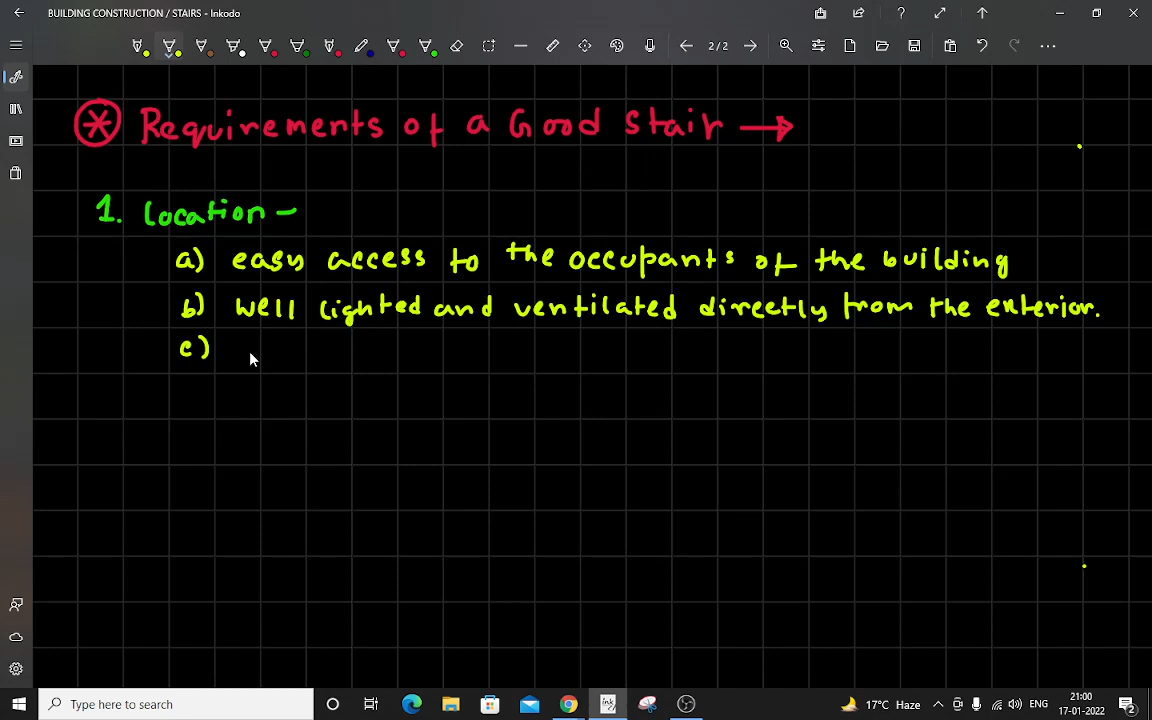 BUILDING CONSTRUCTION / STAIRS - Inkodo
2/2
Requirements of a Good Stair →
1. Location -
a) easy access to the occupants of the building
b) well lighted and ventilated directly from the exterior.
c)
Type here to search
17°C Haze
ENG
21:00
17-01-2022
2